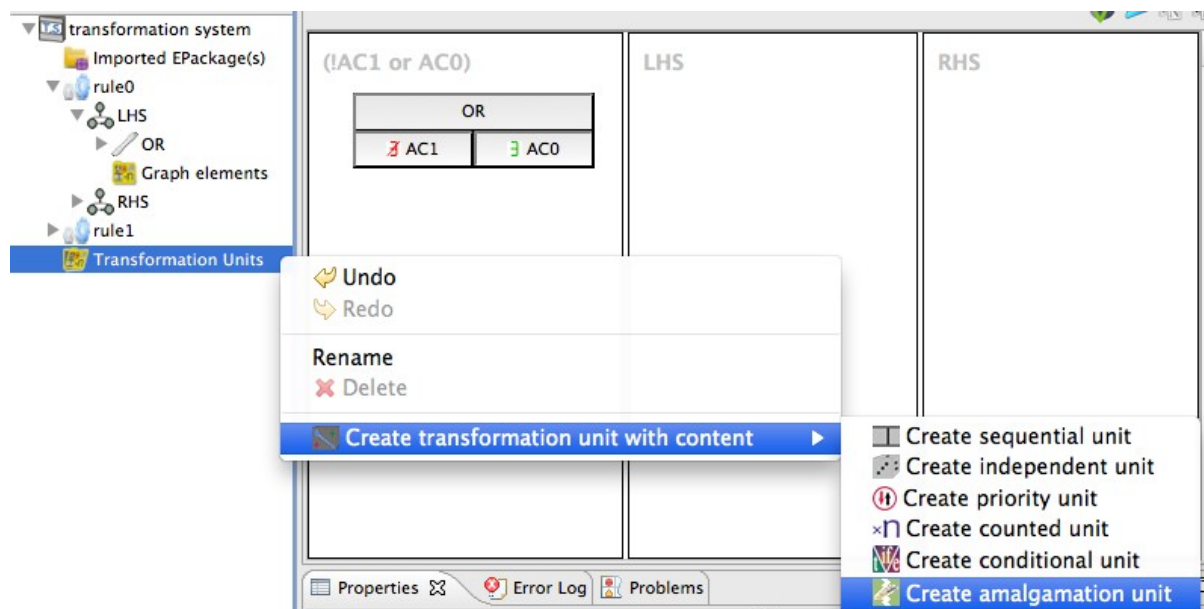 transformation system
Imported EPackage(s)
rule0
LHS
OR
Graph elements
RHS
rule1
Transformation Units
(!AC1 or AC0)
LHS
RHS
OR
∄ AC1
∃ AC0
Undo
Redo
Rename
Delete
Create transformation unit with content
Create sequential unit
Create independent unit
Create priority unit
×n Create counted unit
Create conditional unit
Create amalgamation unit
Properties
Error Log
Problems